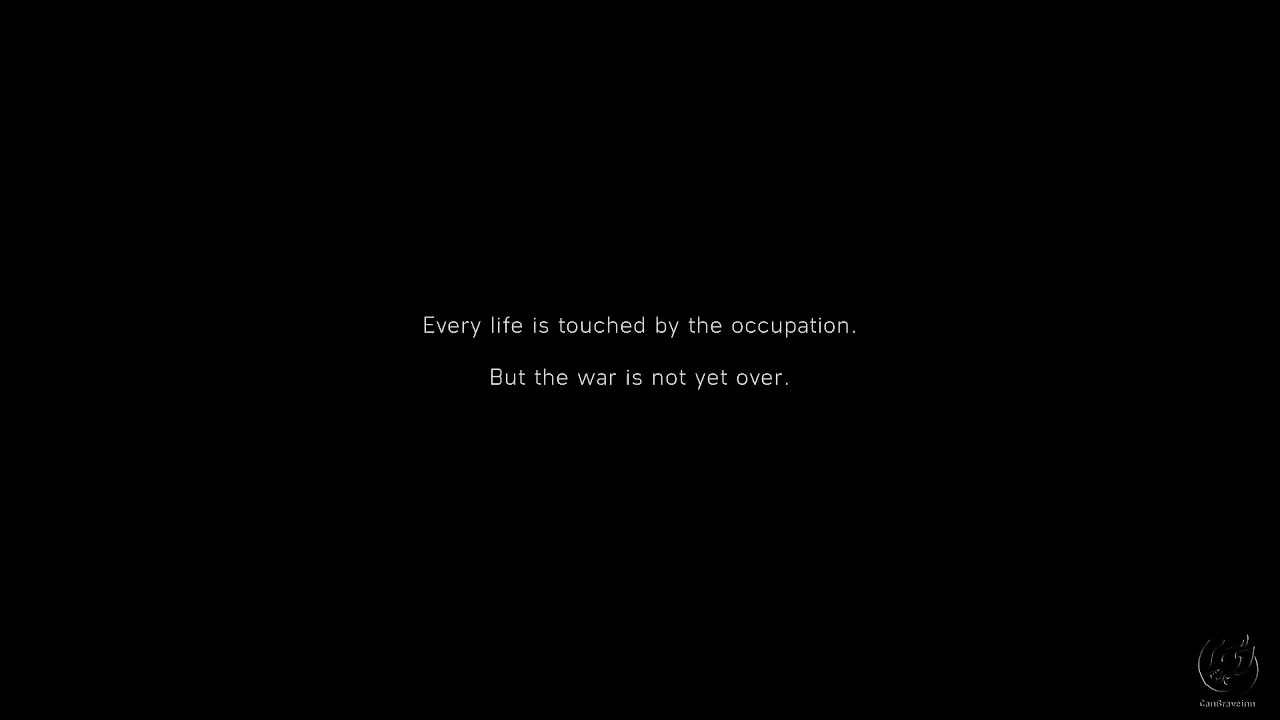 Every life is touched by the occupation.
But the war is not yet over.